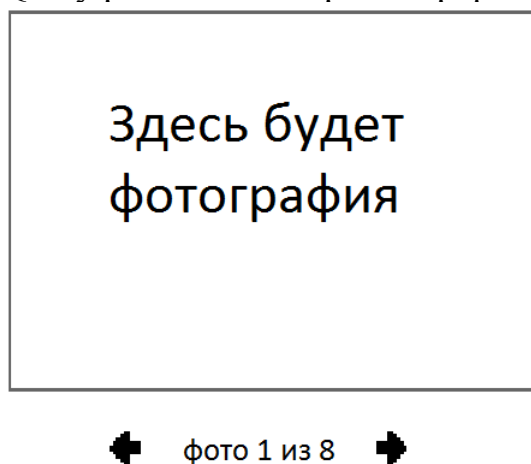 Здесь будет
фотография
фото 1 из 8